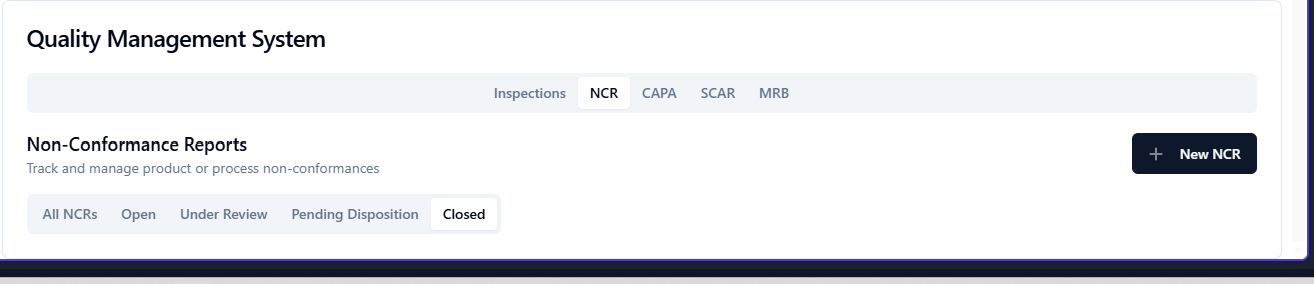 Quality Management System
Inspections NCR CAPA SCAR MRB
Non-Conformance Reports
Track and manage product or process non-conformances
+ New NCR
All NCRs Open Under Review Pending Disposition Closed